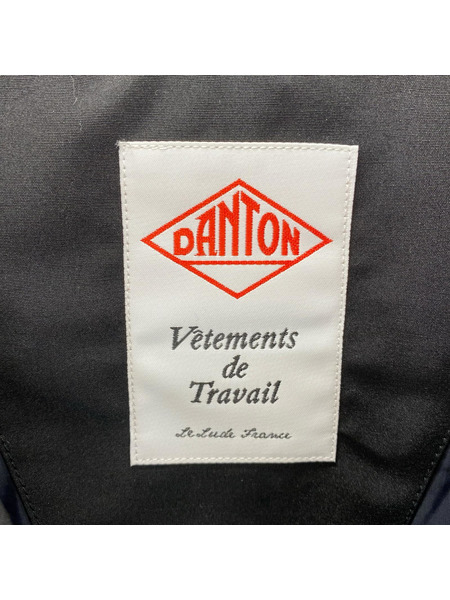 DANTON
Vêtements
de
Travail
Le Lude France